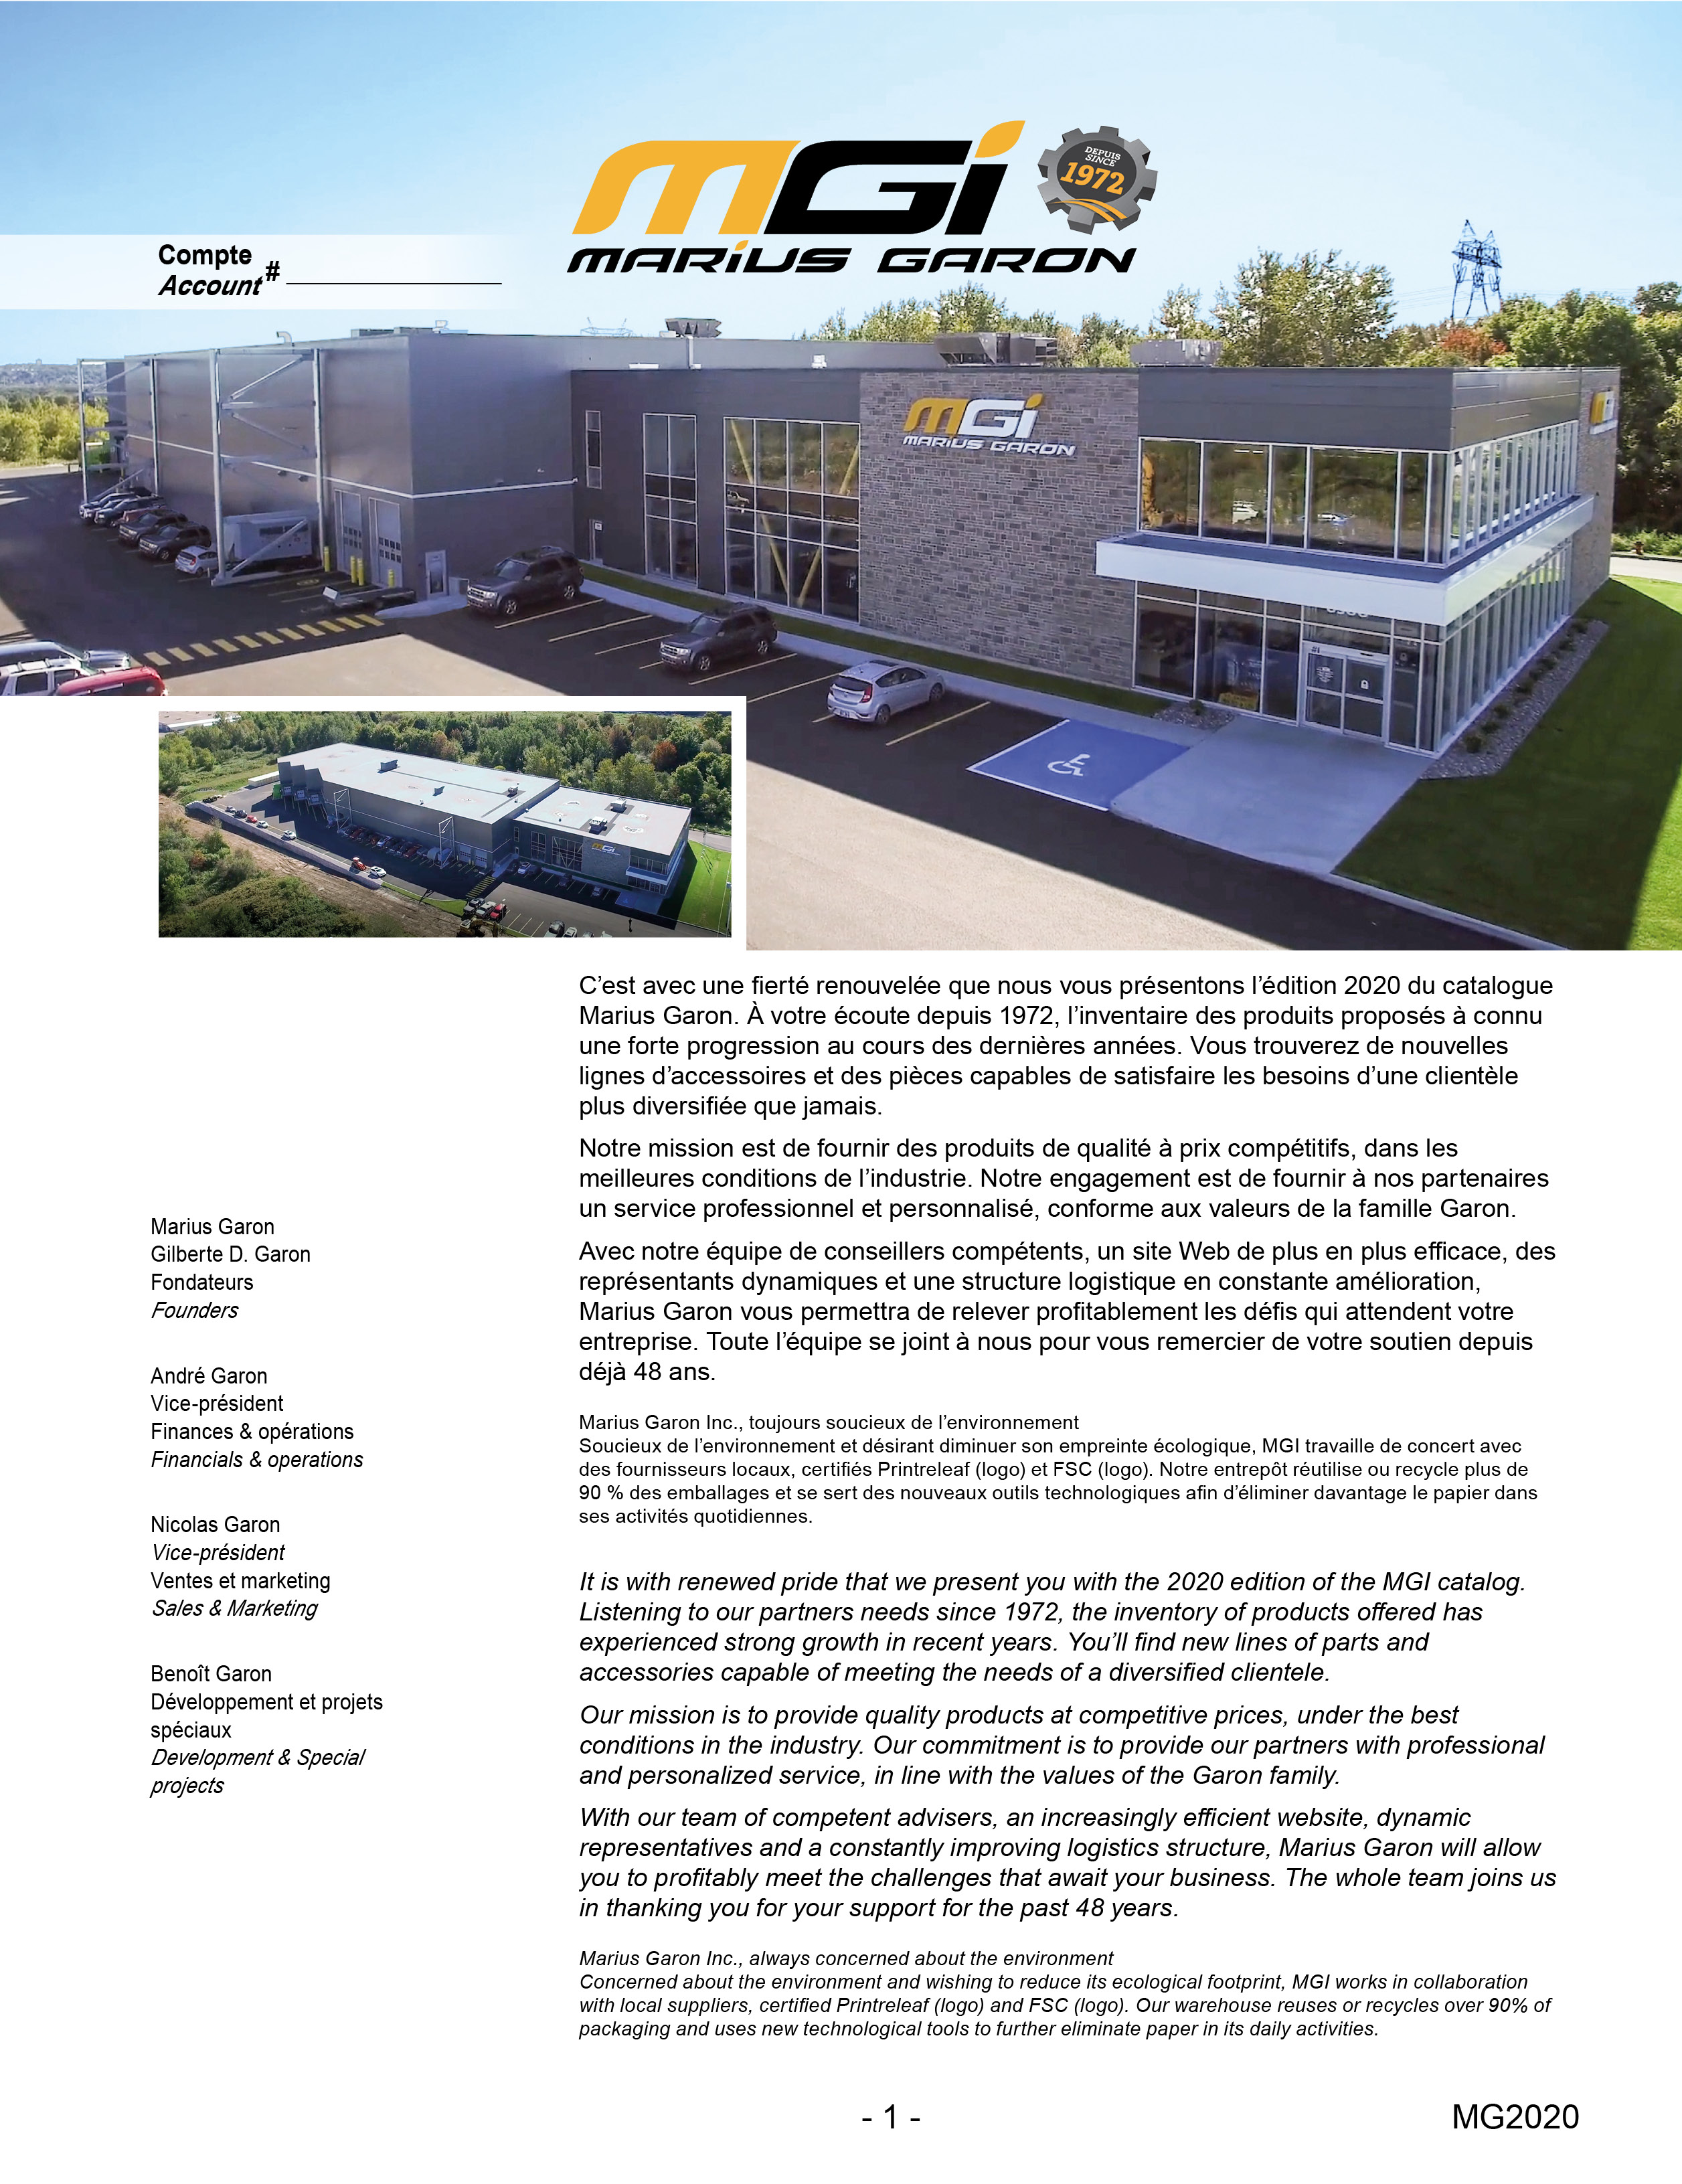 MGi
DEPUIS
SINCE
1972
MARiUS GARON
Compte
Account #
MGi
MARiUS GARON
MGi
C’est avec une fierté renouvelée que nous vous présentons l’édition 2020 du catalogue
Marius Garon. À votre écoute depuis 1972, l’inventaire des produits proposés à connu
une forte progression au cours des dernières années. Vous trouverez de nouvelles
lignes d’accessoires et des pièces capables de satisfaire les besoins d’une clientèle
plus diversifiée que jamais.
Notre mission est de fournir des produits de qualité à prix compétitifs, dans les
meilleures conditions de l’industrie. Notre engagement est de fournir à nos partenaires
un service professionnel et personnalisé, conforme aux valeurs de la famille Garon.
Avec notre équipe de conseillers compétents, un site Web de plus en plus efficace, des
représentants dynamiques et une structure logistique en constante amélioration,
Marius Garon vous permettra de relever profitablement les défis qui attendent votre
entreprise. Toute l’équipe se joint à nous pour vous remercier de votre soutien depuis
déjà 48 ans.
Marius Garon Inc., toujours soucieux de l’environnement
Soucieux de l’environnement et désirant diminuer son empreinte écologique, MGI travaille de concert avec
des fournisseurs locaux, certifiés Printreleaf (logo) et FSC (logo). Notre entrepôt réutilise ou recycle plus de
90 % des emballages et se sert des nouveaux outils technologiques afin d’éliminer davantage le papier dans
ses activités quotidiennes.
Marius Garon
Gilberte D. Garon
Fondateurs
Founders
André Garon
Vice-président
Finances & opérations
Financials & operations
Nicolas Garon
Vice-président
Ventes et marketing
Sales & Marketing
Benoît Garon
Développement et projets
spéciaux
Development & Special
projects
It is with renewed pride that we present you with the 2020 edition of the MGI catalog.
Listening to our partners needs since 1972, the inventory of products offered has
experienced strong growth in recent years. You’ll find new lines of parts and
accessories capable of meeting the needs of a diversified clientele.
Our mission is to provide quality products at competitive prices, under the best
conditions in the industry. Our commitment is to provide our partners with professional
and personalized service, in line with the values of the Garon family.
With our team of competent advisers, an increasingly efficient website, dynamic
representatives and a constantly improving logistics structure, Marius Garon will allow
you to profitably meet the challenges that await your business. The whole team joins us
in thanking you for your support for the past 48 years.
Marius Garon Inc., always concerned about the environment
Concerned about the environment and wishing to reduce its ecological footprint, MGI works in collaboration
with local suppliers, certified Printreleaf (logo) and FSC (logo). Our warehouse reuses or recycles over 90% of
packaging and uses new technological tools to further eliminate paper in its daily activities.
- 1 -
MG2020